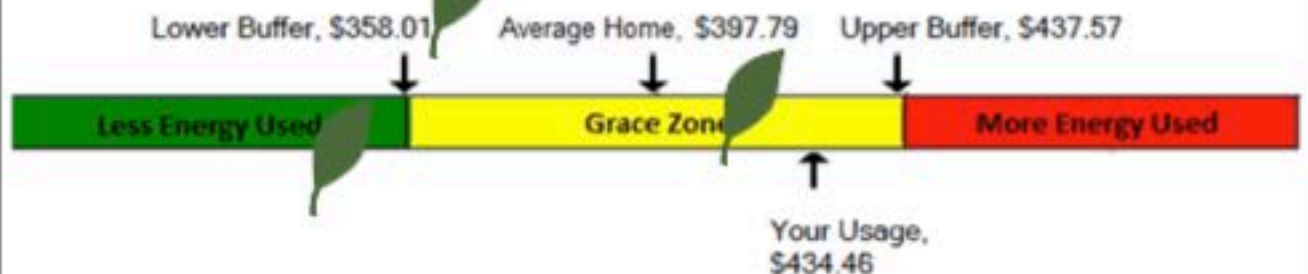 Lower Buffer, $358.01 Average Home, $397.79 Upper Buffer, $437.57
Less Energy Used Grace Zone More Energy Used
Your Usage,
$434.46